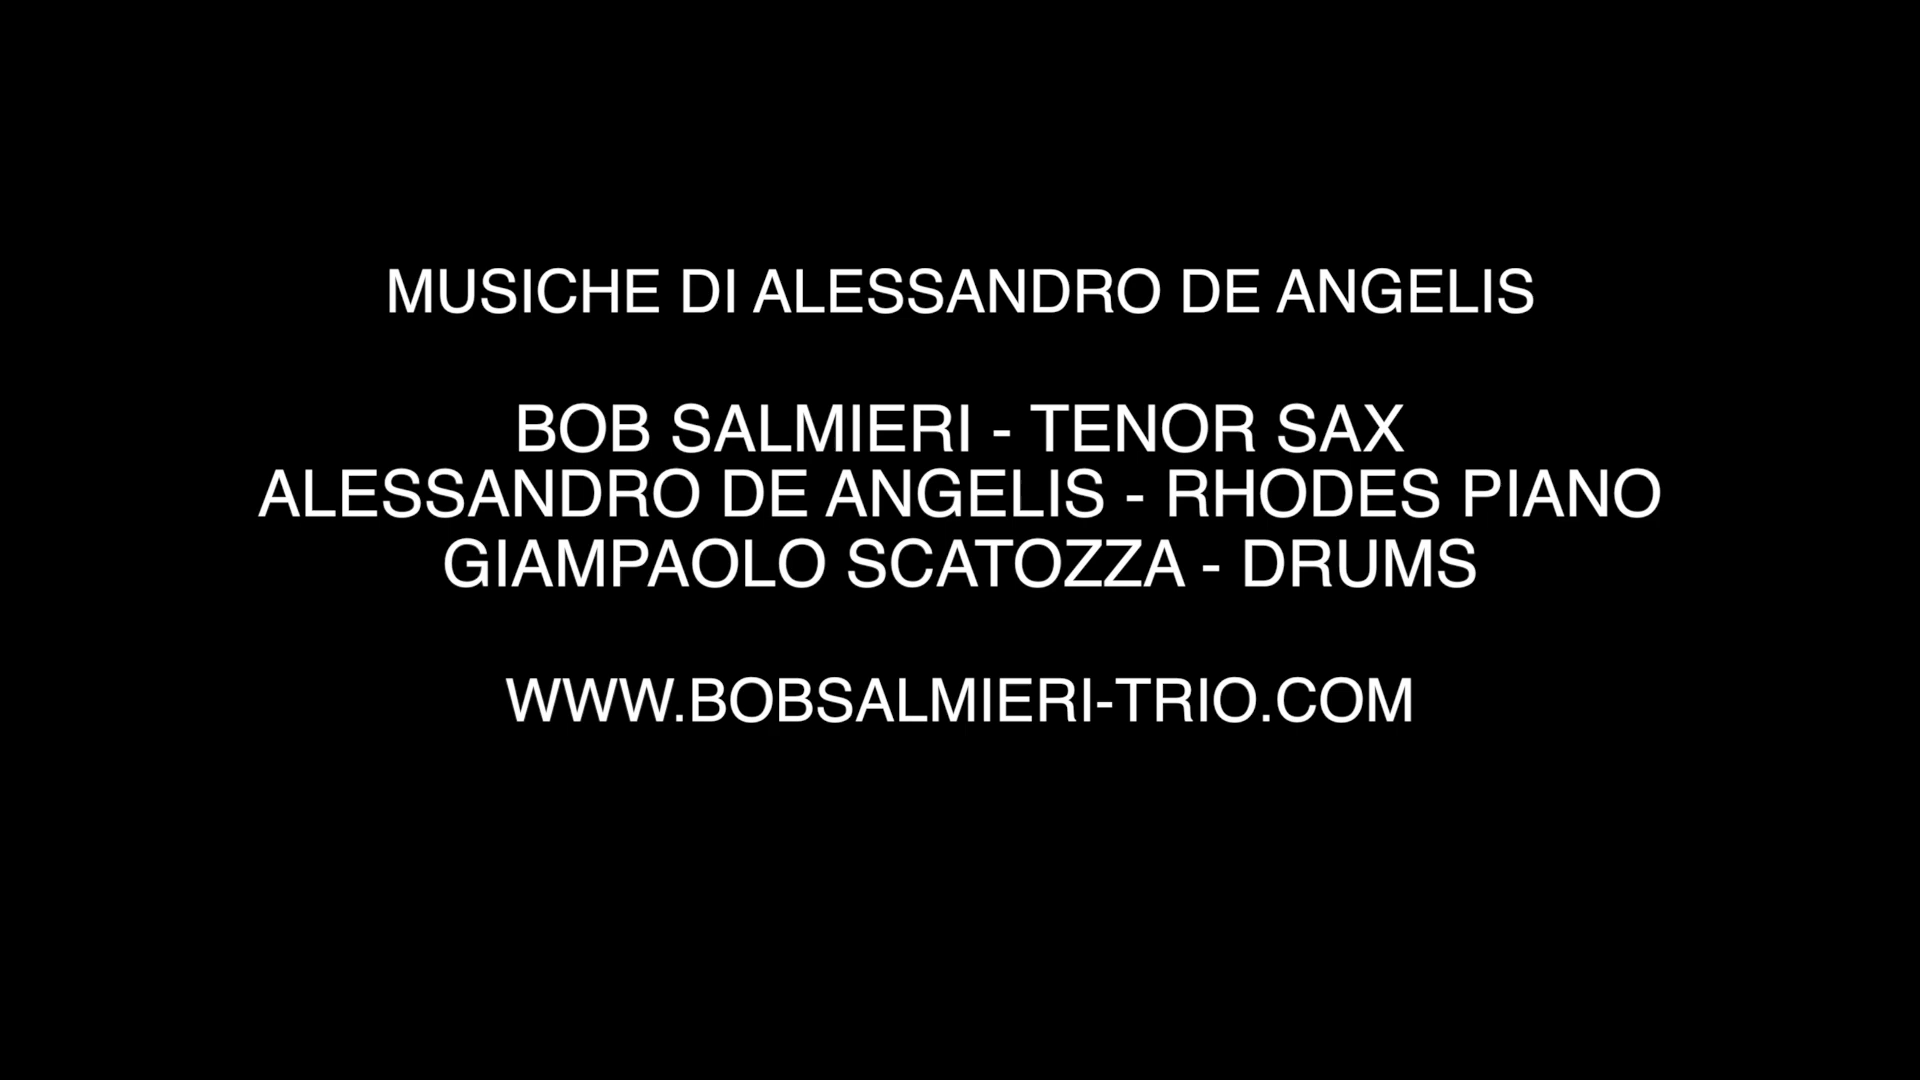 MUSICHE DI ALESSANDRO DE ANGELIS
BOB SALMIERI - TENOR SAX
ALESSANDRO DE ANGELIS - RHODES PIANO
GIAMPAOLO SCATOZZA - DRUMS
WWW.BOBSALMIERI-TRIO.COM